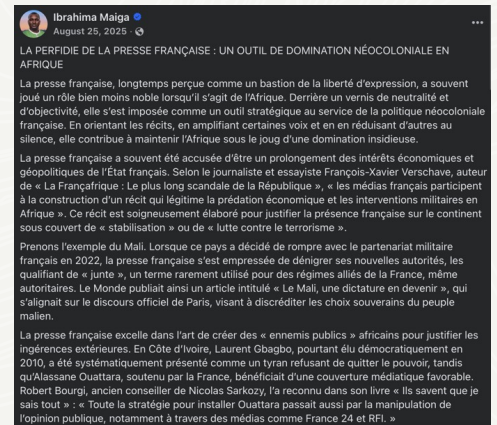 Ibrahima Maiga
August 25, 2025 ·
LA PERFIDIE DE LA PRESSE FRANÇAISE : UN OUTIL DE DOMINATION NÉOCOLONIALE EN
AFRIQUE
La presse française, longtemps perçue comme un bastion de la liberté d'expression, a souvent
joué un rôle bien moins noble lorsqu'il s'agit de l'Afrique. Derrière un vernis de neutralité et
d'objectivité, elle s'est imposée comme un outil stratégique au service de la politique néocoloniale
française. En orientant les récits, en amplifiant certaines voix et en en réduisant d'autres au
silence, elle contribue à maintenir l'Afrique sous le joug d'une domination insidieuse.
La presse française a souvent été accusée d'être un prolongement des intérêts économiques et
géopolitiques de l'État français. Selon le journaliste et essayiste François-Xavier Verschave, auteur
de « La Françafrique : Le plus long scandale de la République », « les médias français participent
à la construction d'un récit qui légitime la prédation économique et les interventions militaires en
Afrique ». Ce récit est soigneusement élaboré pour justifier la présence française sur le continent
sous couvert de « stabilisation » ou de « lutte contre le terrorisme ».
Prenons l'exemple du Mali. Lorsque ce pays a décidé de rompre avec le partenariat militaire
français en 2022, la presse française s'est empressée de dénigrer ses nouvelles autorités, les
qualifiant de « junte », un terme rarement utilisé pour des régimes alliés de la France, même
autoritaires. Le Monde publiait ainsi un article intitulé « Le Mali, une dictature en devenir », qui
s'alignait sur le discours officiel de Paris, visant à discréditer les choix souverains du peuple
malien.
La presse française excelle dans l'art de créer des « ennemis publics » africains pour justifier les
ingérences extérieures. En Côte d'Ivoire, Laurent Gbagbo, pourtant élu démocratiquement en
2010, a été systématiquement présenté comme un tyran refusant de quitter le pouvoir, tandis
qu'Alassane Ouattara, soutenu par la France, bénéficiait d'une couverture médiatique favorable.
Robert Bourgi, ancien conseiller de Nicolas Sarkozy, l'a reconnu dans son livre « Ils savent que je
sais tout » : « Toute la stratégie pour installer Ouattara passait aussi par la manipulation de
l'opinion publique, notamment à travers des médias comme France 24 et RFI. »